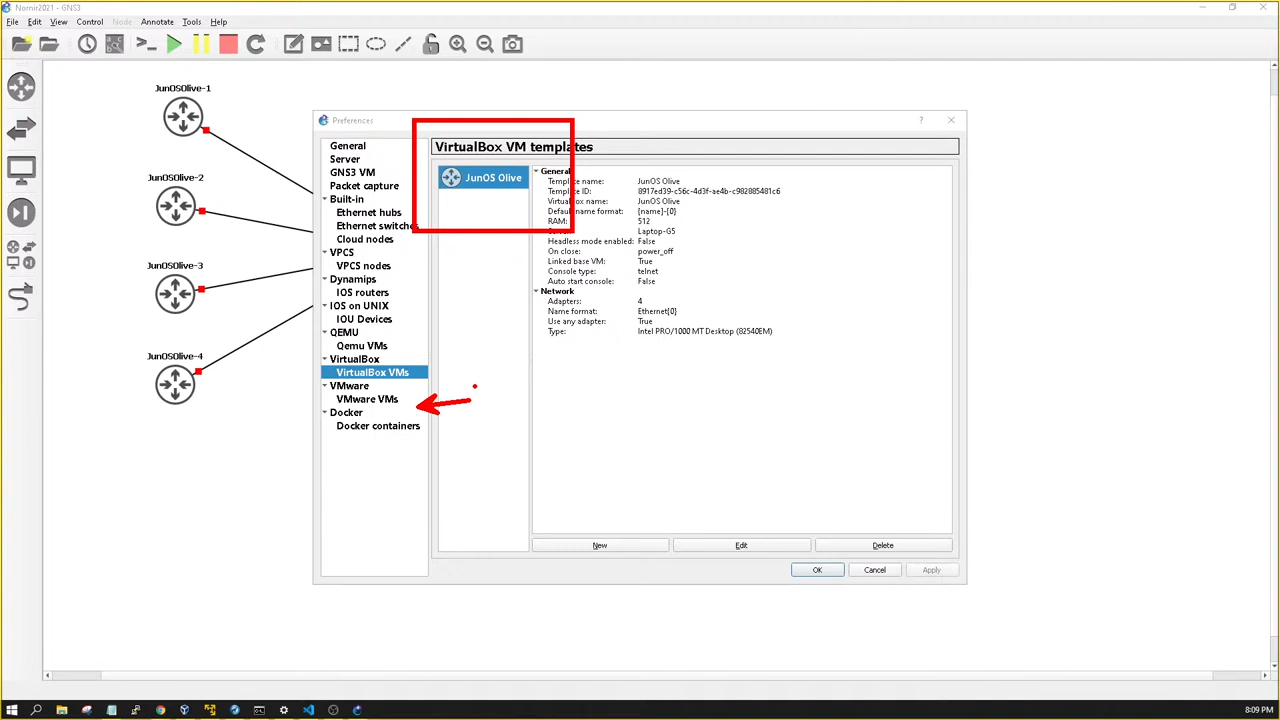 Nornir2021 - GNS3
File Edit View Control Node Annotate Tools Help
JunOSOlive-1
JunOSOlive-2
JunOSOlive-3
JunOSOlive-4
Preferences
General
Server
GNS3 VM
Packet capture
Built-in
Ethernet hubs
Ethernet switches
Cloud nodes
VPCS
VPCS nodes
Dynamips
IOS routers
IOS on UNIX
IOU Devices
QEMU
Qemu VMs
VirtualBox
VirtualBox VMs
VMware
VMware VMs
Docker
Docker containers
VirtualBox VM templates
JunOS Olive
General
Template name: JunOS Olive
Template ID: 8917ed39-c56c-4d3f-ae4b-c982885481c6
VirtualBox name: JunOS Olive
Default name format: {name}-{0}
RAM: 512
Laptop-G5
Headless mode enabled: False
On close: power_off
Linked base VM: True
Console type: telnet
Auto start console: False
Network
Adapters: 4
Name format: Ethernet{0}
Use any adapter: True
Type: Intel PRO/1000 MT Desktop (82540EM)
New Edit Delete
OK Cancel Apply
8:09 PM